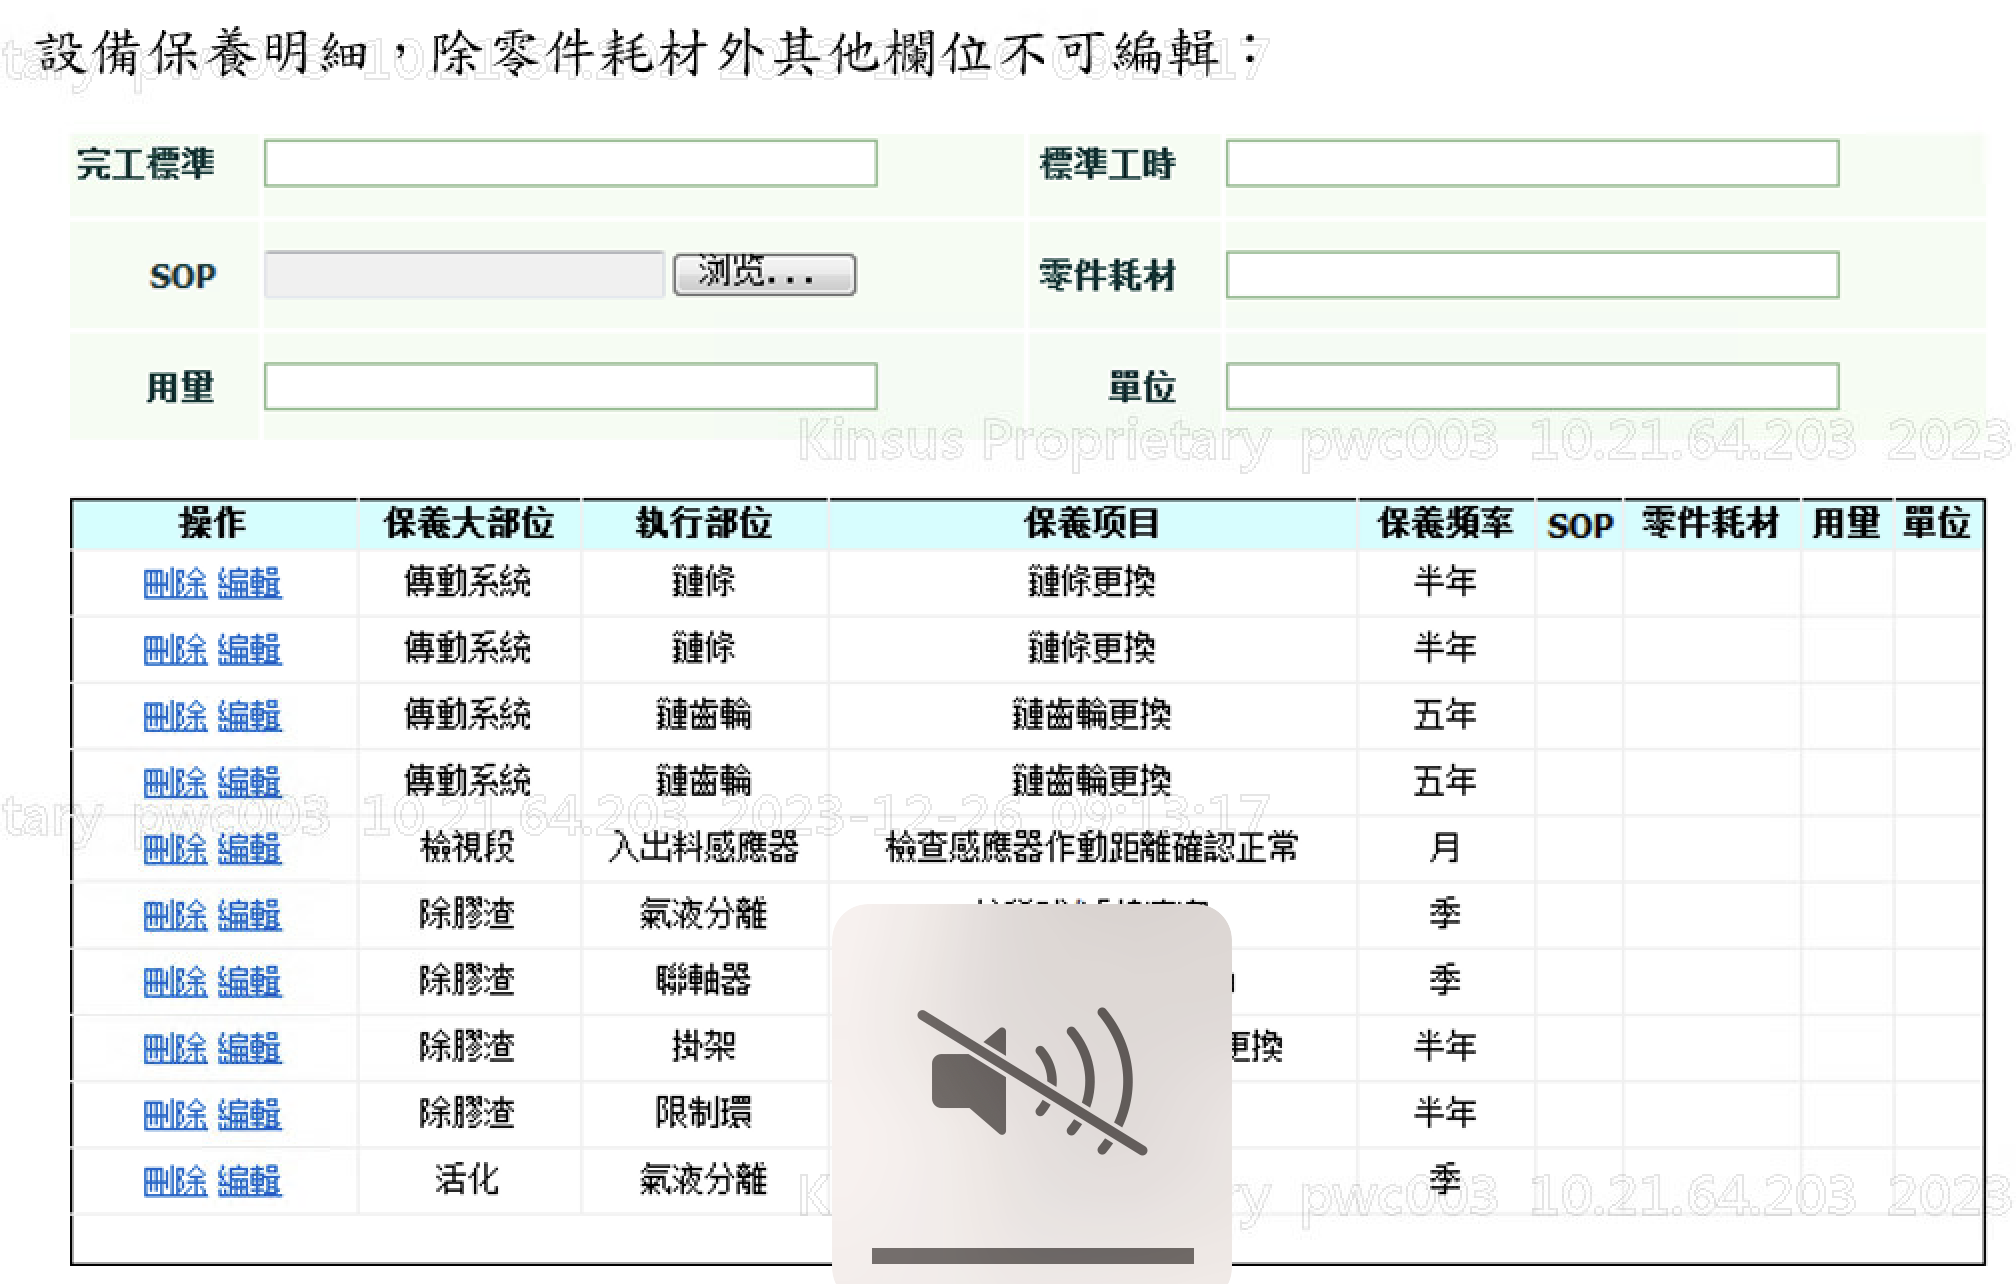 設備保養明細，除零件耗材外其他欄位不可編輯：
完工標準 標準工時
SOP 浏览... 零件耗材
用量 單位
Kinsus Proprietary pwc003 10.21.64.203 2023
操作 保養大部位 執行部位 保養項目 保養頻率 SOP 零件耗材 用量 單位
刪除 編輯 傳動系統 鏈條 鏈條更換 半年
刪除 編輯 傳動系統 鏈條 鏈條更換 半年
刪除 編輯 傳動系統 鏈齒輪 鏈齒輪更換 五年
刪除 編輯 傳動系統 鏈齒輪 鏈齒輪更換 五年
tary pwc003 10.21.64.203 2023-12-26 09:13:17
刪除 編輯 檢視段 入出料感應器 檢查感應器作動距離確認正常 月
刪除 編輯 除膠渣 氣液分離 季
刪除 編輯 除膠渣 聯軸器 季
刪除 編輯 除膠渣 掛架 更換 半年
刪除 編輯 除膠渣 限制環 半年
刪除 編輯 活化 氣液分離 季
pwc003 10.21.64.203 2023